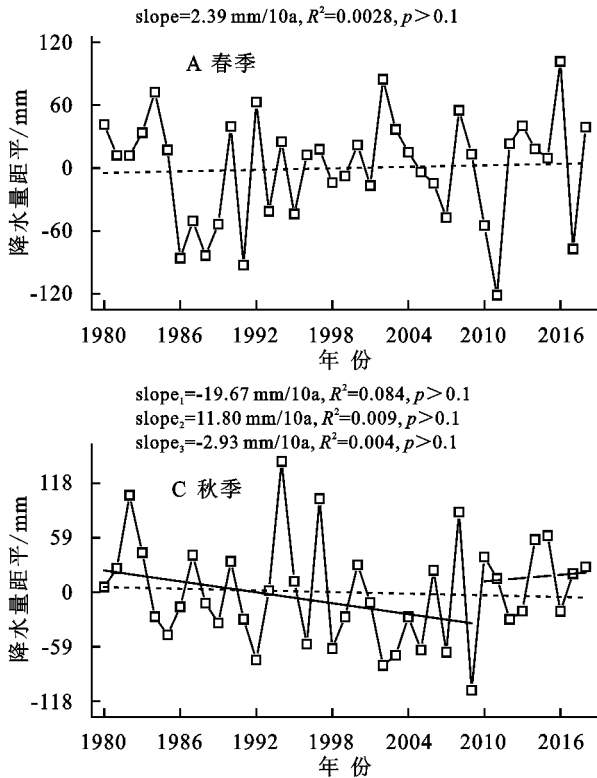 slope=2.39 mm/10a, R²=0.0028, p＞0.1
A 春季
降水量距平/mm
120
60
0
-60
-120
1980 1986 1992 1998 2004 2010 2016
年 份
slope₁=-19.67 mm/10a, R²=0.084, p＞0.1
slope₂=11.80 mm/10a, R²=0.009, p＞0.1
slope₃=-2.93 mm/10a, R²=0.004, p＞0.1
C 秋季
降水量距平/mm
118
59
0
-59
-118
1980 1986 1992 1998 2004 2010 2016
年 份